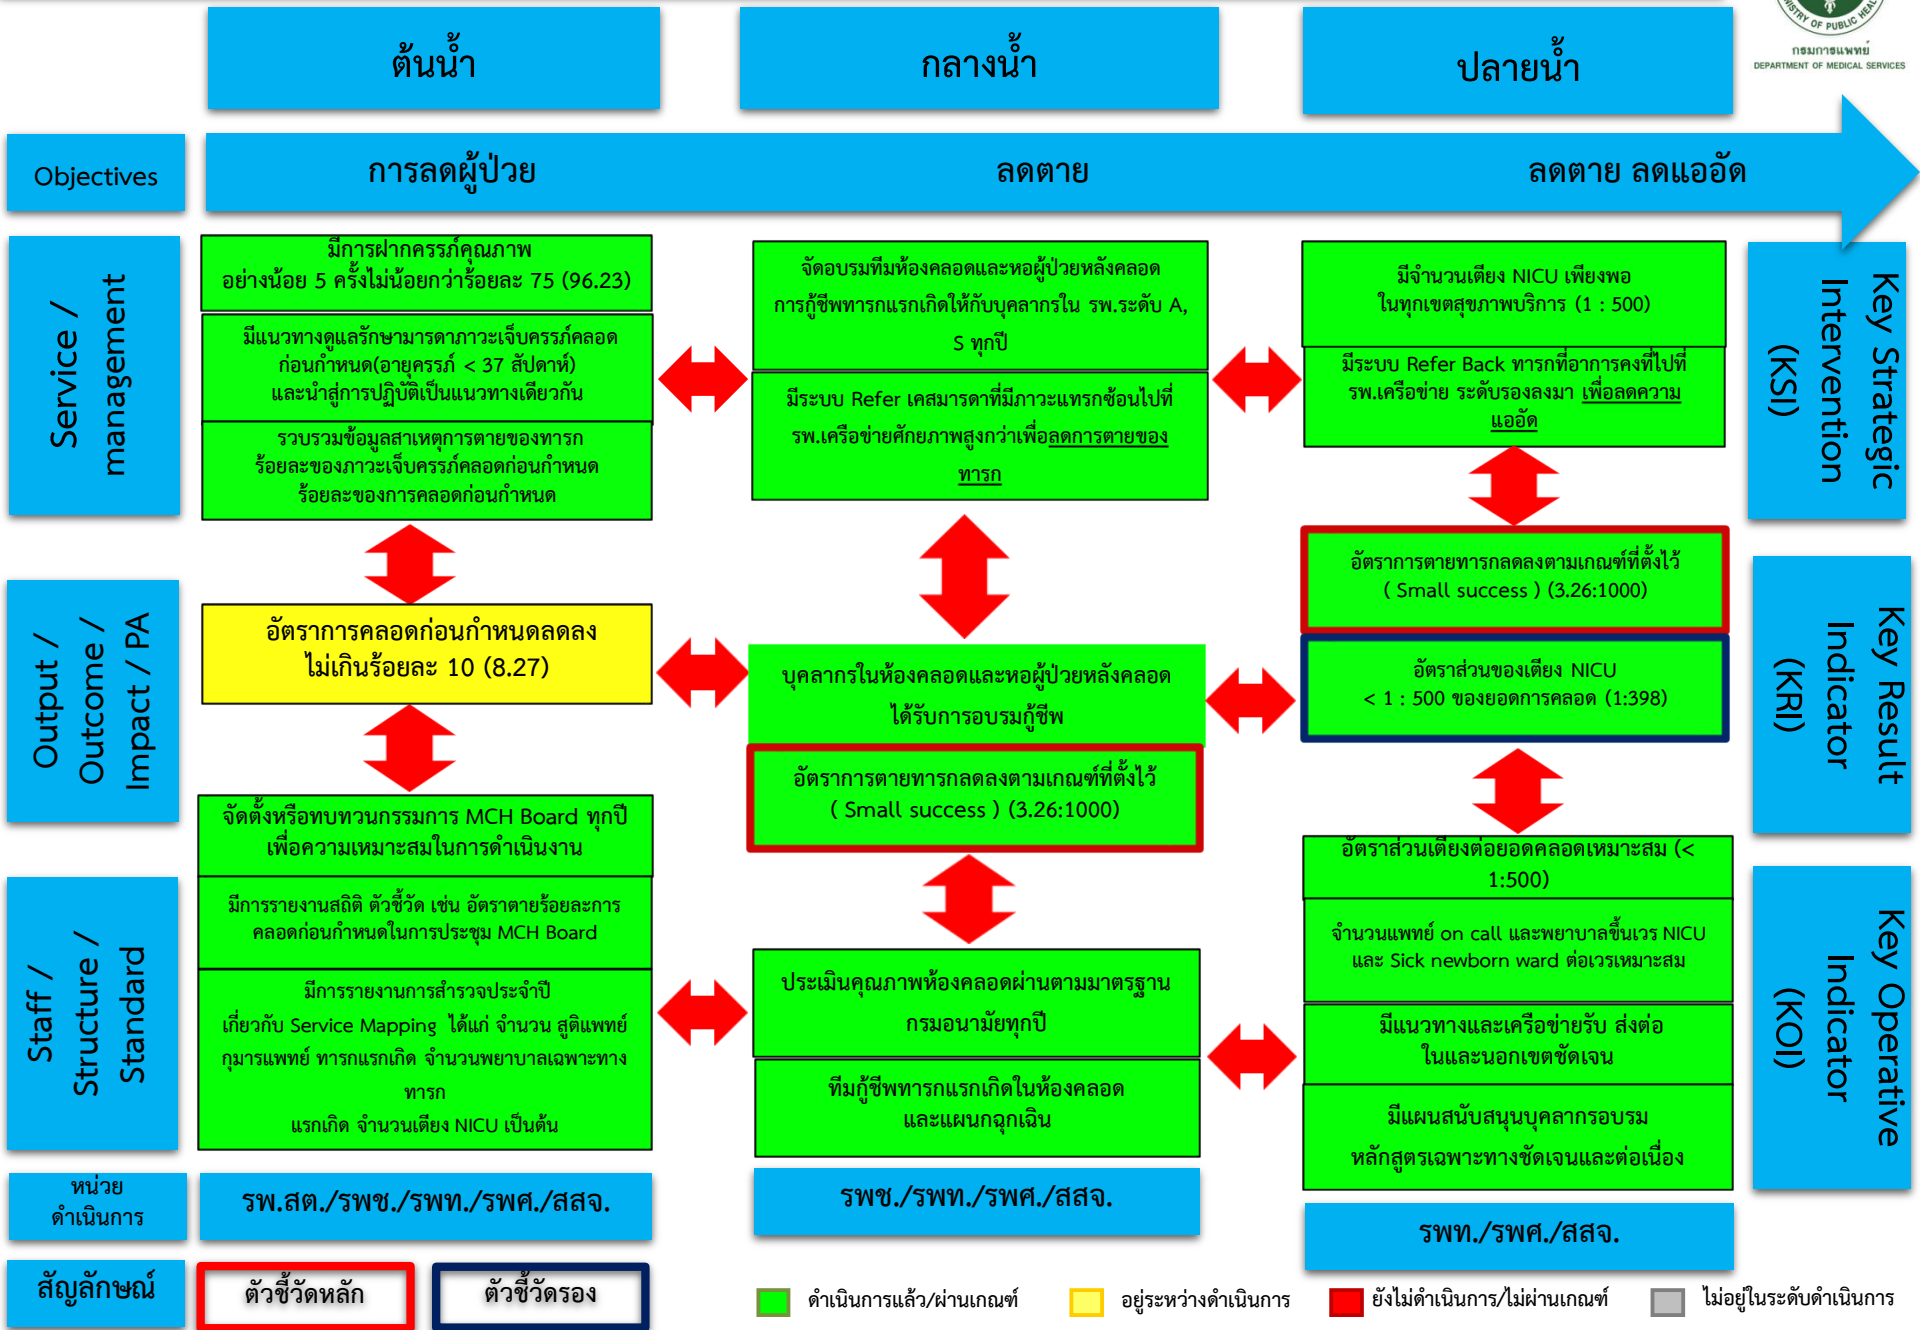 MINISTRY OF PUBLIC HEAL
กรมการแพทย์
DEPARTMENT OF MEDICAL SERVICES
ต้นน้ำ
กลางน้ำ
ปลายน้ำ
Objectives
การลดผู้ป่วย
ลดตาย
ลดตาย ลดแออัด
Service /
management
มีการฝากครรภ์คุณภาพ
อย่างน้อย 5 ครั้งไม่น้อยกว่าร้อยละ 75 (96.23)
มีแนวทางดูแลรักษามารดาภาวะเจ็บครรภ์คลอด
ก่อนกำหนด(อายุครรภ์ < 37 สัปดาห์)
และนำสู่การปฏิบัติเป็นแนวทางเดียวกัน
รวบรวมข้อมูลสาเหตุการตายของทารก
ร้อยละของภาวะเจ็บครรภ์คลอดก่อนกำหนด
ร้อยละของการคลอดก่อนกำหนด
จัดอบรมทีมห้องคลอดและหอผู้ป่วยหลังคลอด
การกู้ชีพทารกแรกเกิดให้กับบุคลากรใน รพ.ระดับ A,
S ทุกปี
มีระบบ Refer เคสมารดาที่มีภาวะแทรกซ้อนไปที่
รพ.เครือข่ายศักยภาพสูงกว่าเพื่อลดการตายของ
ทารก
มีจำนวนเตียง NICU เพียงพอ
ในทุกเขตสุขภาพบริการ (1 : 500)
มีระบบ Refer Back ทารกที่อาการคงที่ไปที่
รพ.เครือข่าย ระดับรองลงมา เพื่อลดความ
แออัด
Key Strategic
Intervention
(KSI)
Output /
Outcome /
Impact / PA
อัตราการคลอดก่อนกำหนดลดลง
ไม่เกินร้อยละ 10 (8.27)
บุคลากรในห้องคลอดและหอผู้ป่วยหลังคลอด
ได้รับการอบรมกู้ชีพ
อัตราการตายทารกลดลงตามเกณฑ์ที่ตั้งไว้
( Small success ) (3.26:1000)
อัตราการตายทารกลดลงตามเกณฑ์ที่ตั้งไว้
( Small success ) (3.26:1000)
อัตราส่วนของเตียง NICU
< 1 : 500 ของยอดการคลอด (1:398)
Key Result
Indicator
(KRI)
Staff /
Structure /
Standard
จัดตั้งหรือทบทวนกรรมการ MCH Board ทุกปี
เพื่อความเหมาะสมในการดำเนินงาน
มีการรายงานสถิติ ตัวชี้วัด เช่น อัตราตายร้อยละการ
คลอดก่อนกำหนดในการประชุม MCH Board
มีการรายงานการสำรวจประจำปี
เกี่ยวกับ Service Mapping ได้แก่ จำนวน สูติแพทย์
กุมารแพทย์ ทารกแรกเกิด จำนวนพยาบาลเฉพาะทาง
ทารก
แรกเกิด จำนวนเตียง NICU เป็นต้น
ประเมินคุณภาพห้องคลอดผ่านตามมาตรฐาน
กรมอนามัยทุกปี
ทีมกู้ชีพทารกแรกเกิดในห้องคลอด
และแผนกฉุกเฉิน
อัตราส่วนเตียงต่อยอดคลอดเหมาะสม (<
1:500)
จำนวนแพทย์ on call และพยาบาลขึ้นเวร NICU
และ Sick newborn ward ต่อเวรเหมาะสม
มีแนวทางและเครือข่ายรับ ส่งต่อ
ในและนอกเขตชัดเจน
มีแผนสนับสนุนบุคลากรอบรม
หลักสูตรเฉพาะทางชัดเจนและต่อเนื่อง
Key Operative
Indicator
(KOI)
หน่วย
ดำเนินการ
รพ.สต./รพช./รพท./รพศ./สสจ.
รพช./รพท./รพศ./สสจ.
รพท./รพศ./สสจ.
สัญลักษณ์
ตัวชี้วัดหลัก
ตัวชี้วัดรอง
ดำเนินการแล้ว/ผ่านเกณฑ์
อยู่ระหว่างดำเนินการ
ยังไม่ดำเนินการ/ไม่ผ่านเกณฑ์
ไม่อยู่ในระดับดำเนินการ